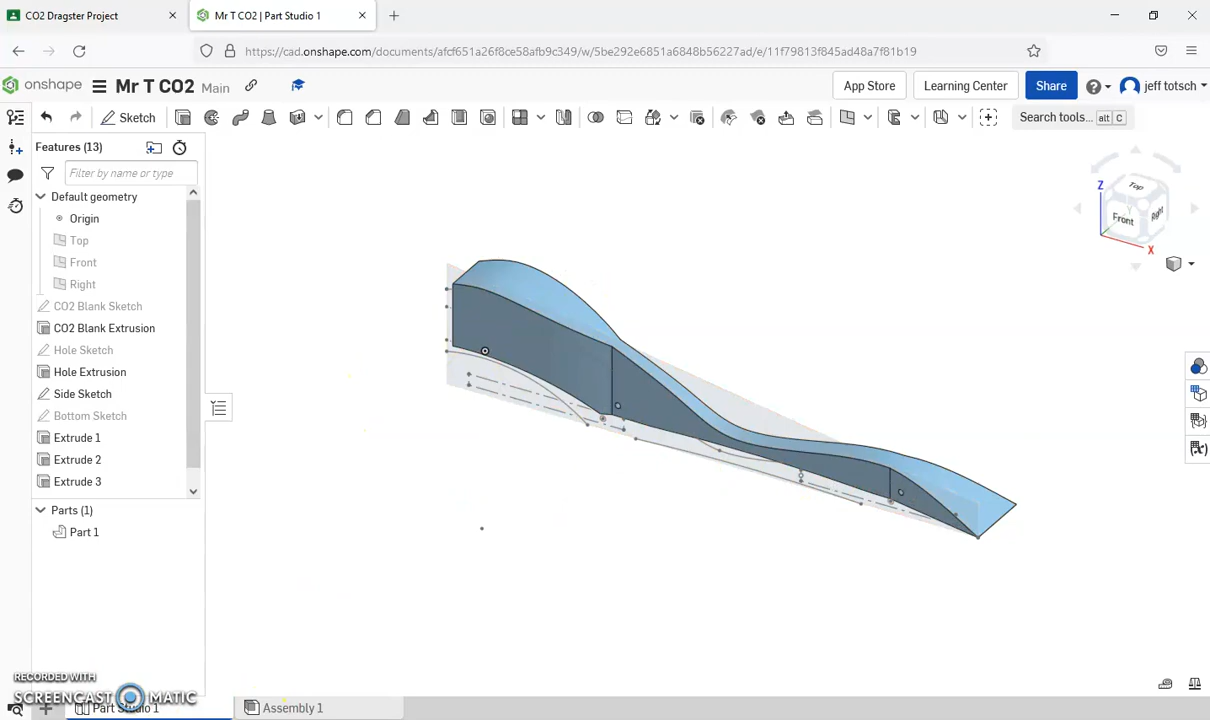 CO2 Dragster Project
Mr T CO2 | Part Studio 1
https://cad.onshape.com/documents/afcf651a26f8ce58afb9c349/w/5be292e6851a6848b56227ad/e/11f79813f845ad48a7f81b19
onshape
Mr T CO2 Main
App Store
Learning Center
Share
jeff totsch
Sketch
Search tools... alt C
Features (13)
Filter by name or type
Default geometry
Origin
Top
Front
Right
CO2 Blank Sketch
CO2 Blank Extrusion
Hole Sketch
Hole Extrusion
Side Sketch
Bottom Sketch
Extrude 1
Extrude 2
Extrude 3
Parts (1)
Part 1
Z
Top
Front
Right
X
RECORDED WITH
SCREENCAST MATIC
Part Studio 1
Assembly 1